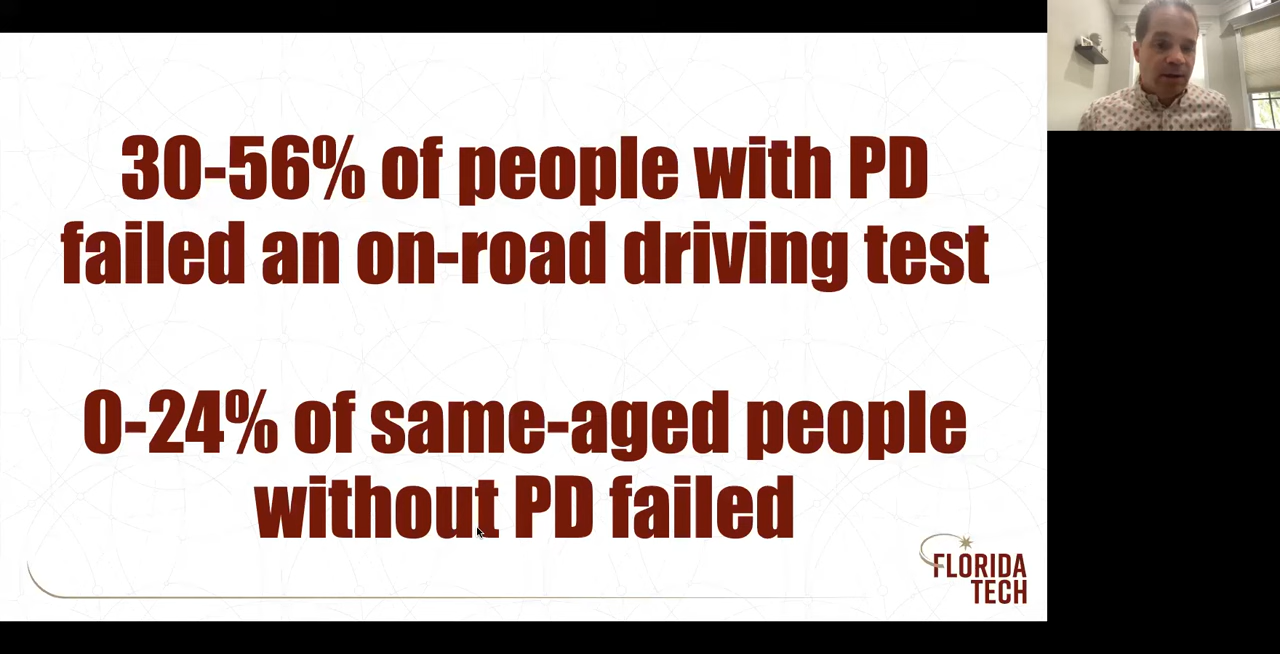 30-56% of people with PD
failed an on-road driving test
0-24% of same-aged people
without PD failed
FLORIDA
TECH